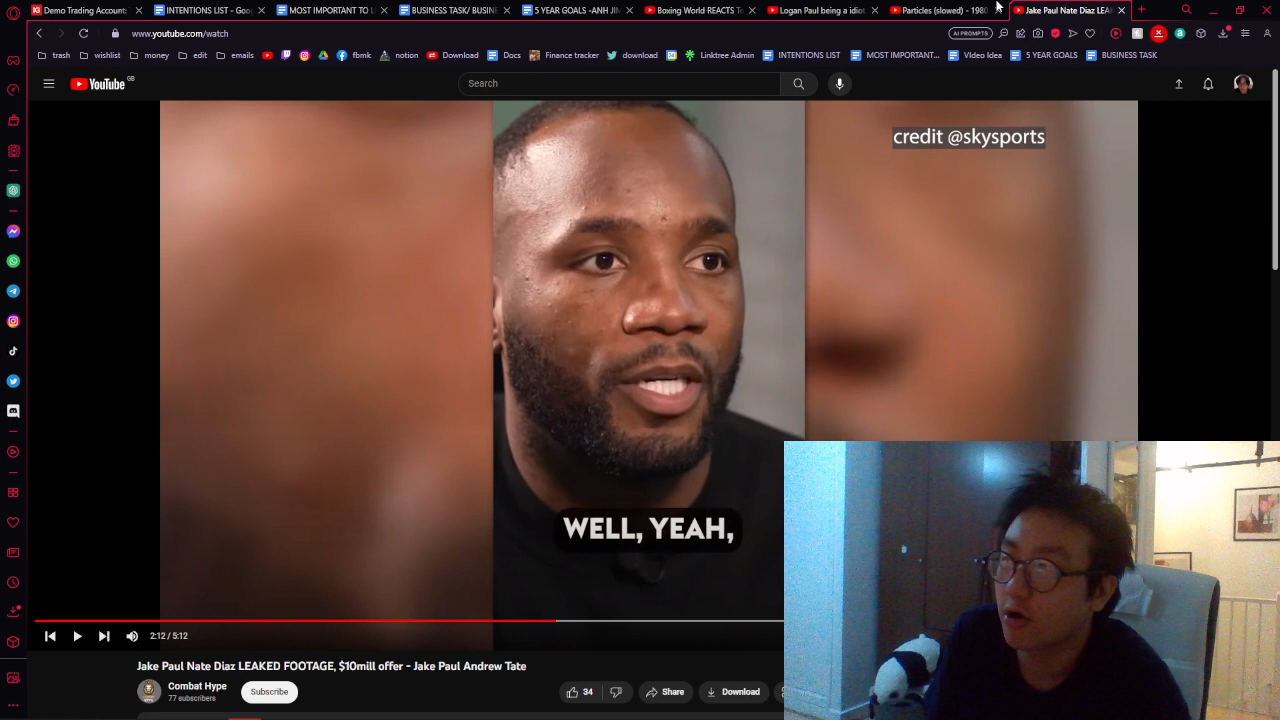 Demo Trading Account:
INTENTIONS LIST - Goo
MOST IMPORTANT TO L
BUSINESS TASK/BUSINE
5 YEAR GOALS -ANH JIM
Boxing World REACTS
Logan Paul being a idiot
Particles (slowed) - 1980
Jake Paul Nate Diaz LEA
www.youtube.com/watch
AI PROMPTS
trash
wishlist
money
edit
emails
fbmk
notion
Download
Docs
Finance tracker
download
Linktree Admin
INTENTIONS LIST
MOST IMPORTANT...
VIdeo Idea
5 YEAR GOALS
BUSINESS TASK
YouTube GB
Search
credit @skysports
WELL, YEAH,
2:12 / 5:12
Jake Paul Nate Diaz LEAKED FOOTAGE, $10mill offer - Jake Paul Andrew Tate
Combat Hype
77 subscribers
Subscribe
34
Share
Download